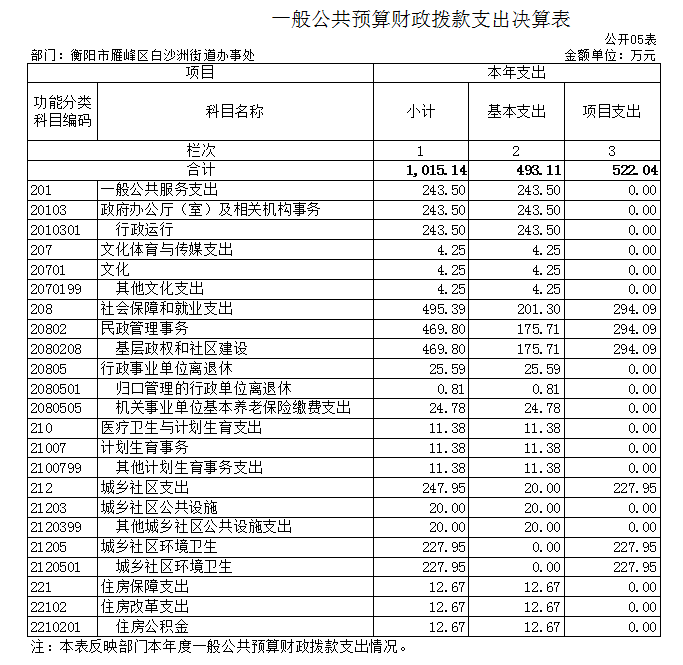 一般公共预算财政拨款支出决算表
公开05表
部门：衡阳市雁峰区白沙洲街道办事处 金额单位：万元
项目 本年支出
功能分类科目编码 科目名称 小计 基本支出 项目支出
栏次 1 2 3
合计 1,015.14 493.11 522.04
201 一般公共服务支出 243.50 243.50 0.00
20103 政府办公厅（室）及相关机构事务 243.50 243.50 0.00
2010301 行政运行 243.50 243.50 0.00
207 文化体育与传媒支出 4.25 4.25 0.00
20701 文化 4.25 4.25 0.00
2070199 其他文化支出 4.25 4.25 0.00
208 社会保障和就业支出 495.39 201.30 294.09
20802 民政管理事务 469.80 175.71 294.09
2080208 基层政权和社区建设 469.80 175.71 294.09
20805 行政事业单位离退休 25.59 25.59 0.00
2080501 归口管理的行政单位离退休 0.81 0.81 0.00
2080505 机关事业单位基本养老保险缴费支出 24.78 24.78 0.00
210 医疗卫生与计划生育支出 11.38 11.38 0.00
21007 计划生育事务 11.38 11.38 0.00
2100799 其他计划生育事务支出 11.38 11.38 0.00
212 城乡社区支出 247.95 20.00 227.95
21203 城乡社区公共设施 20.00 20.00 0.00
2120399 其他城乡社区公共设施支出 20.00 20.00 0.00
21205 城乡社区环境卫生 227.95 0.00 227.95
2120501 城乡社区环境卫生 227.95 0.00 227.95
221 住房保障支出 12.67 12.67 0.00
22102 住房改革支出 12.67 12.67 0.00
2210201 住房公积金 12.67 12.67 0.00
注：本表反映部门本年度一般公共预算财政拨款支出情况。